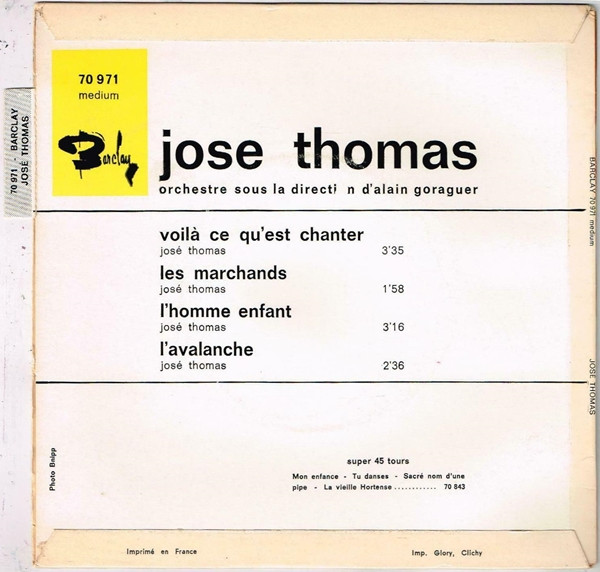 70 971
medium
Barclay
jose thomas
orchestre sous la directi n d'alain goraguer
voilà ce qu'est chanter
josé thomas 3'35
les marchands
josé thomas 1'58
l'homme enfant
josé thomas 3'16
l'avalanche
josé thomas 2'36
super 45 tours
Mon enfance - Tu danses - Sacré nom d'une
pipe - La vieille Hortense ............ 70 843
Photo Bnipp
Imprimé en France
Imp. Glory, Clichy
70 971 - BARCLAY
JOSÉ THOMAS
BARCLAY 70 971 medium
JOSE THOMAS